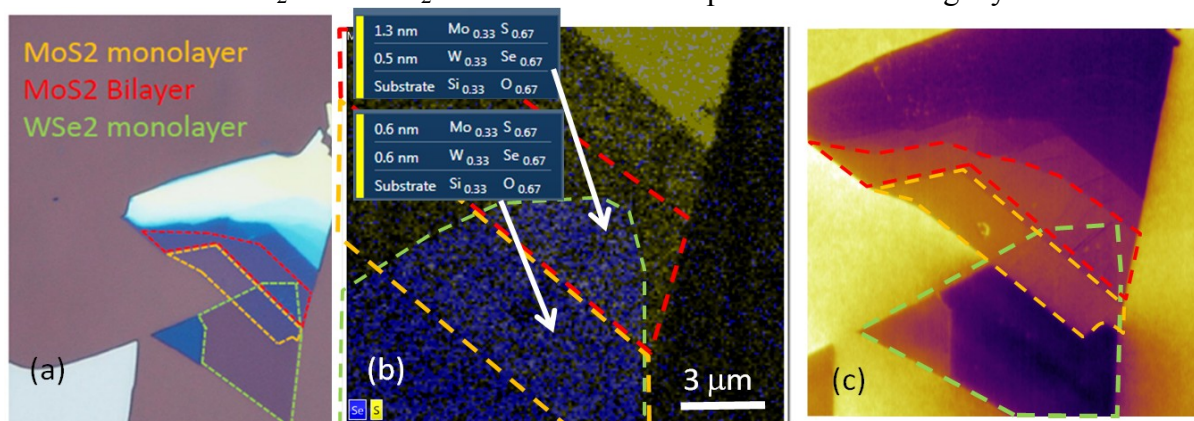 MoS2 monolayer
MoS2 Bilayer
WSe2 monolayer
(a)
1.3 nm Mo 0.33 S 0.67
0.5 nm W 0.33 Se 0.67
Substrate Si 0.33 O 0.67
0.6 nm Mo 0.33 S 0.67
0.6 nm W 0.33 Se 0.67
Substrate Si 0.33 O 0.67
(b)
3 μm
Se S
(c)